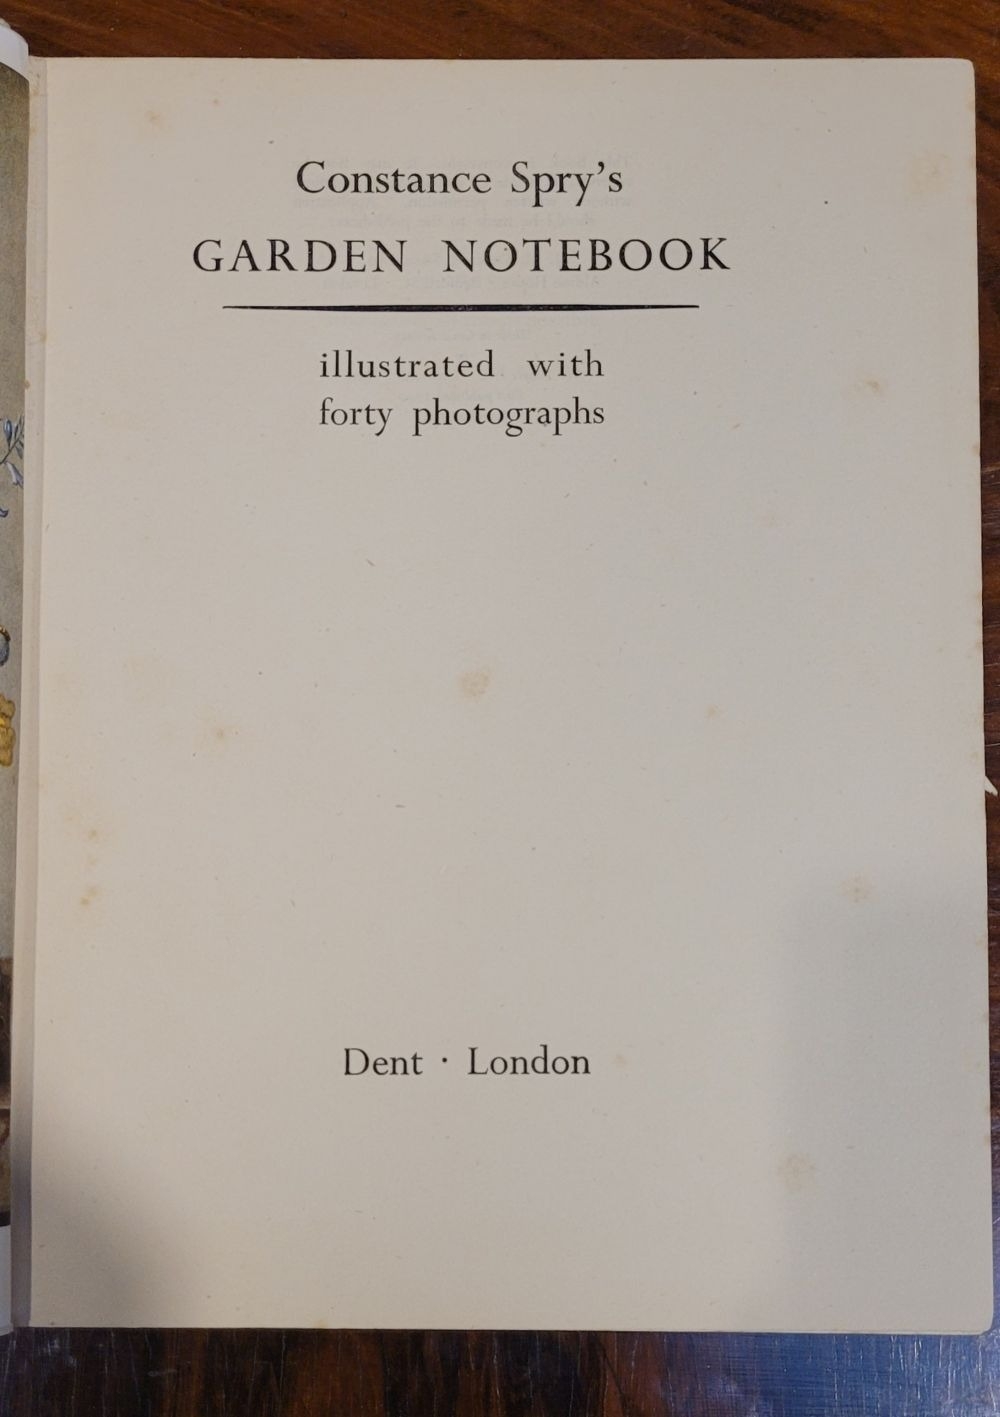 Constance Spry's
GARDEN NOTEBOOK
illustrated with
forty photographs
Dent · London